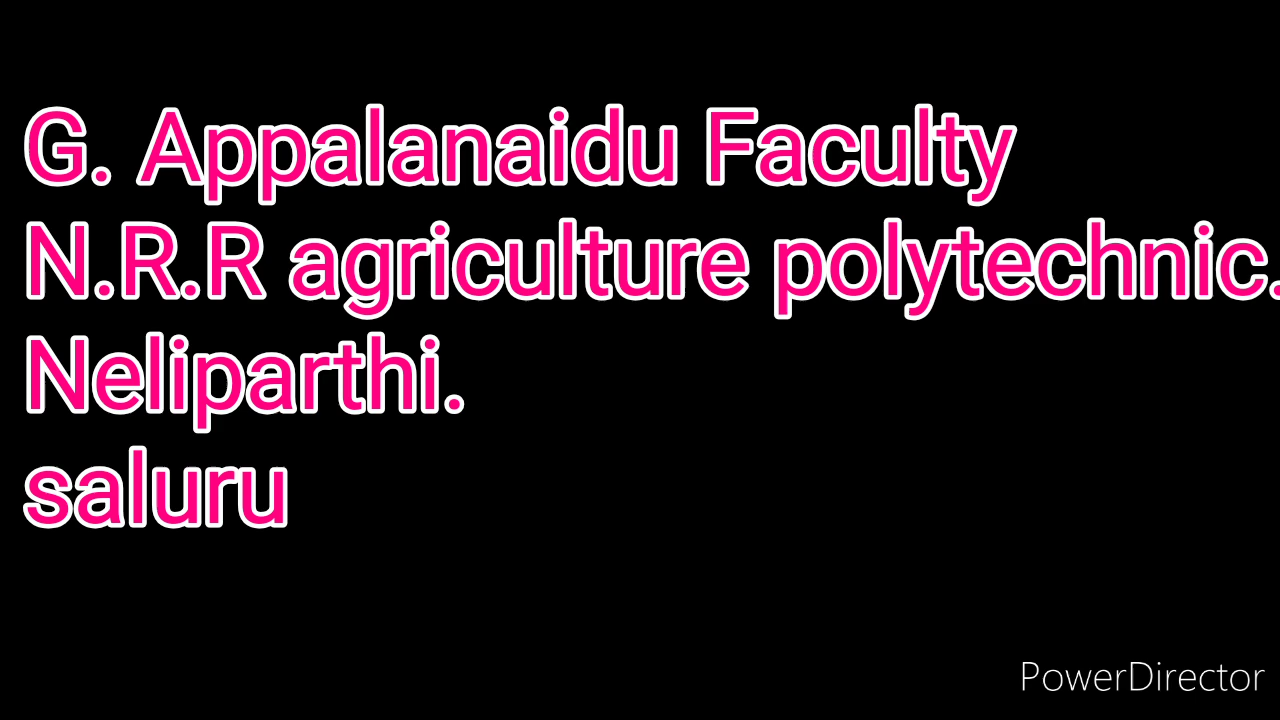 G. Appalanaidu Faculty
N.R.R agriculture polytechnic.
Neliparthi.
saluru
PowerDirector